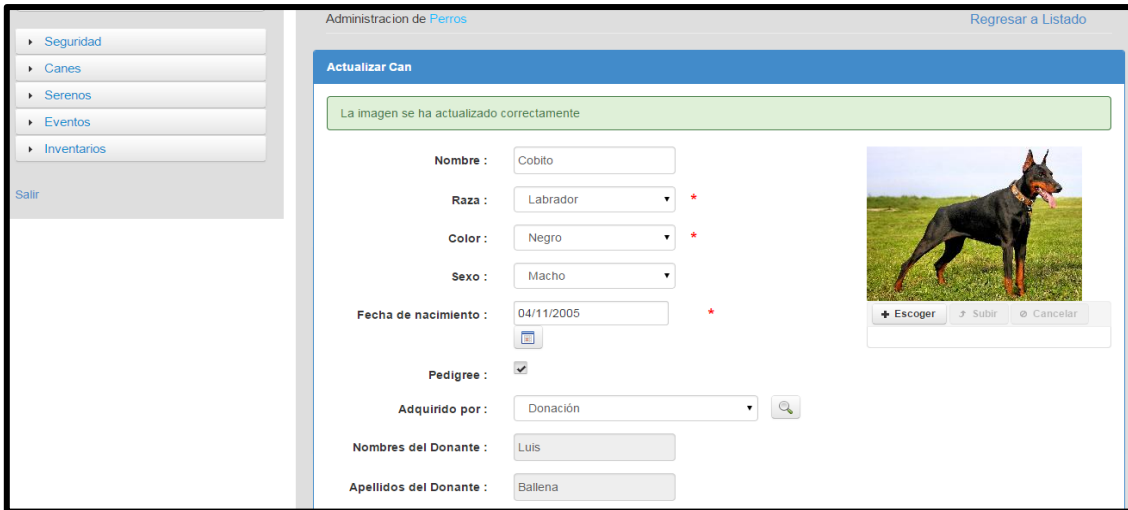 Administracion de Perros
Regresar a Listado
Seguridad
Canes
Serenos
Eventos
Inventarios
Salir
Actualizar Can
La imagen se ha actualizado correctamente
Nombre : Cobito
Raza : Labrador *
Color : Negro *
Sexo : Macho
Fecha de nacimiento : 04/11/2005 *
Pedigree :
Adquirido por : Donación
Nombres del Donante : Luis
Apellidos del Donante : Ballena
Escoger Subir Cancelar